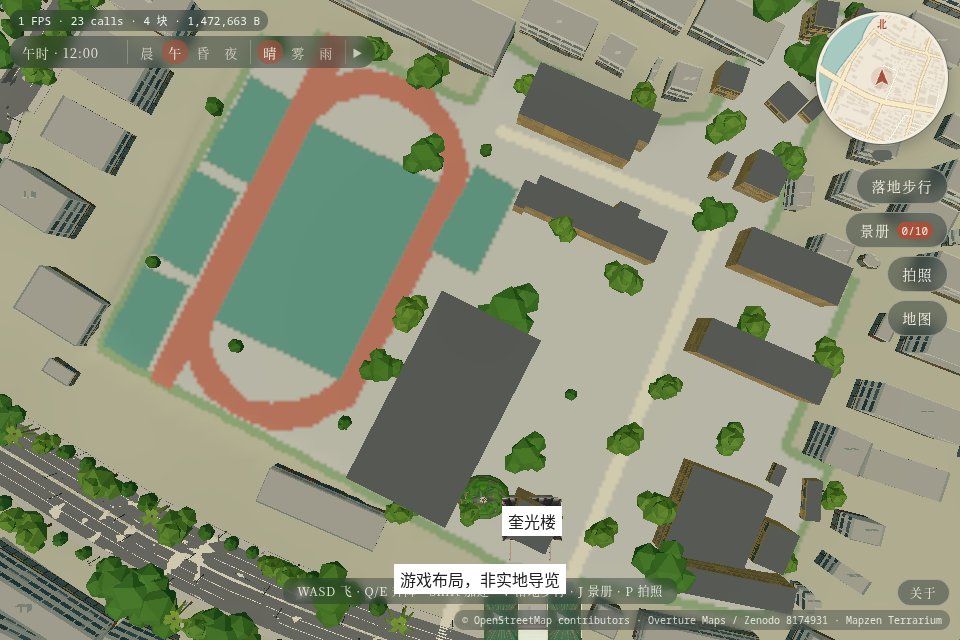 1 FPS · 23 calls · 4 块 · 1,472,663 B
午时 · 12:00 晨 午 昏 夜 晴 雾 雨 ▶
北
落地步行
景册 0/10
拍照
地图
奎光楼
游戏布局，非实地导览
WASD 飞 · Q/E
J 景册 · P 拍照
关于
© OpenStreetMap contributors · Overture Maps / Zenodo 8174931 · Mapzen Terrarium